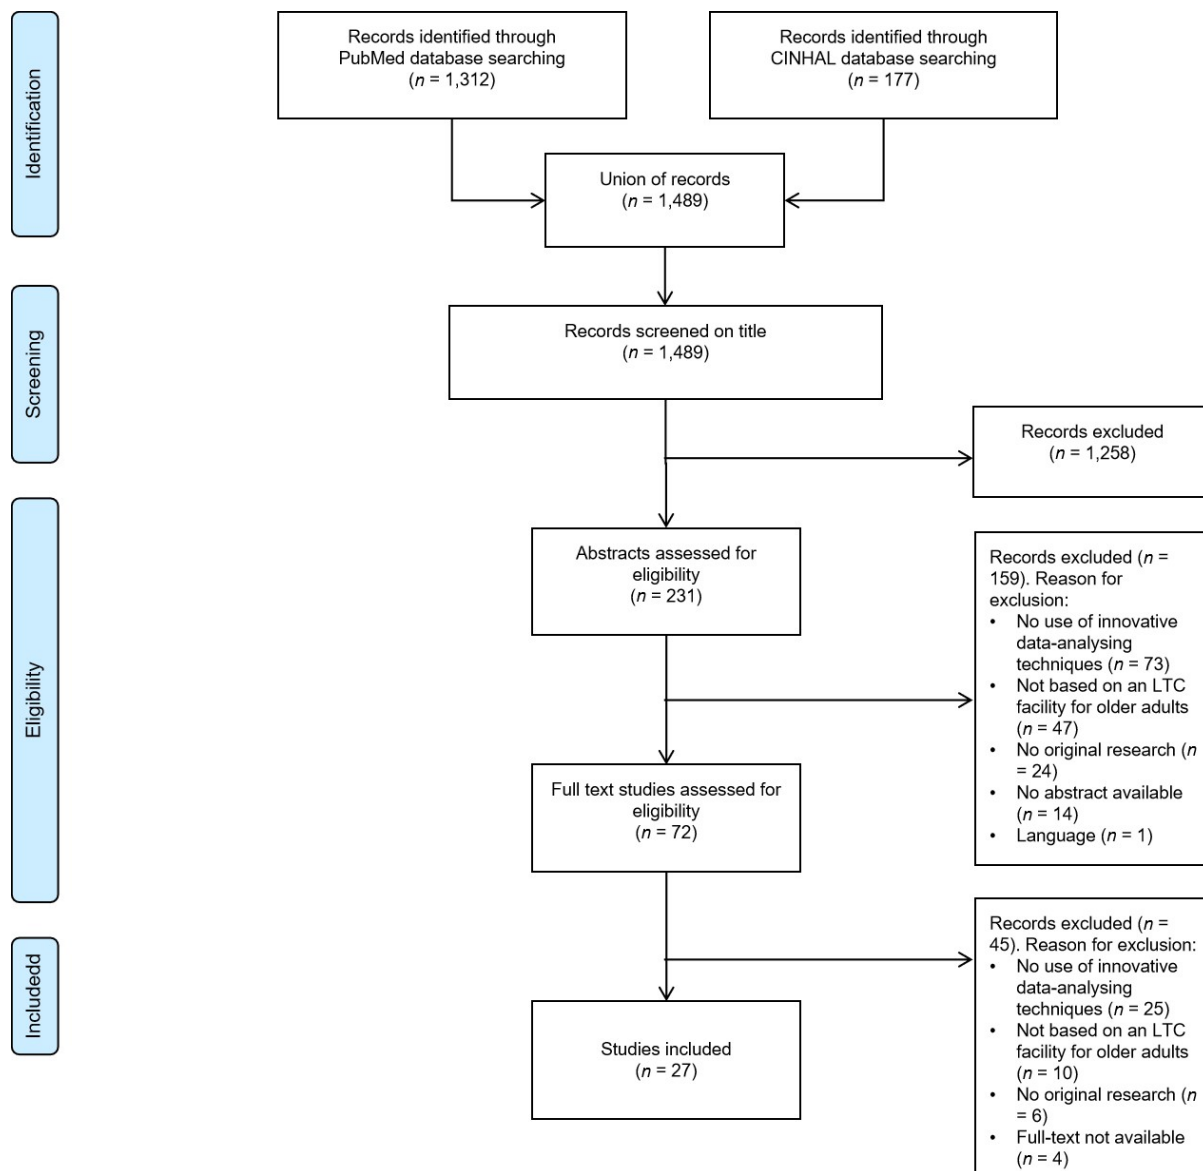 Identification
Records identified through
PubMed database searching
(n = 1,312)
Records identified through
CINHAL database searching
(n = 177)
Union of records
(n = 1,489)
Screening
Records screened on title
(n = 1,489)
Records excluded
(n = 1,258)
Eligibility
Abstracts assessed for
eligibility
(n = 231)
Records excluded (n =
159). Reason for
exclusion:
• No use of innovative
data-analysing
techniques (n = 73)
• Not based on an LTC
facility for older adults
(n = 47)
• No original research (n
= 24)
• No abstract available
(n = 14)
• Language (n = 1)
Full text studies assessed for
eligibility
(n = 72)
Records excluded (n =
45). Reason for exclusion:
• No use of innovative
data-analysing
techniques (n = 25)
• Not based on an LTC
facility for older adults
(n = 10)
• No original research (n
= 6)
• Full-text not available
(n = 4)
Includedd
Studies included
(n = 27)